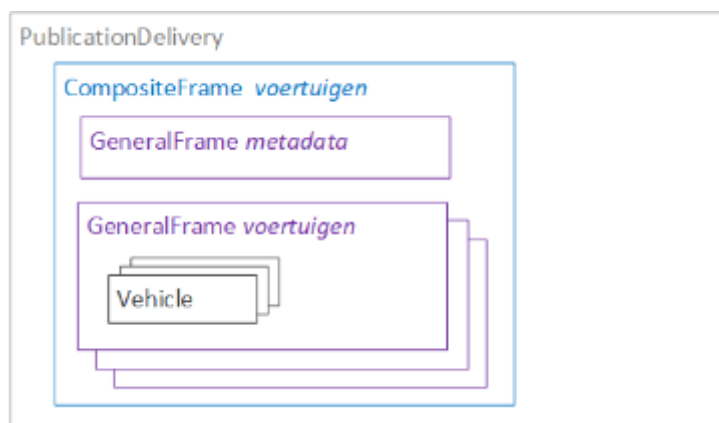 PublicationDelivery
CompositeFrame voertuigen
GeneralFrame metadata
GeneralFrame voertuigen
Vehicle